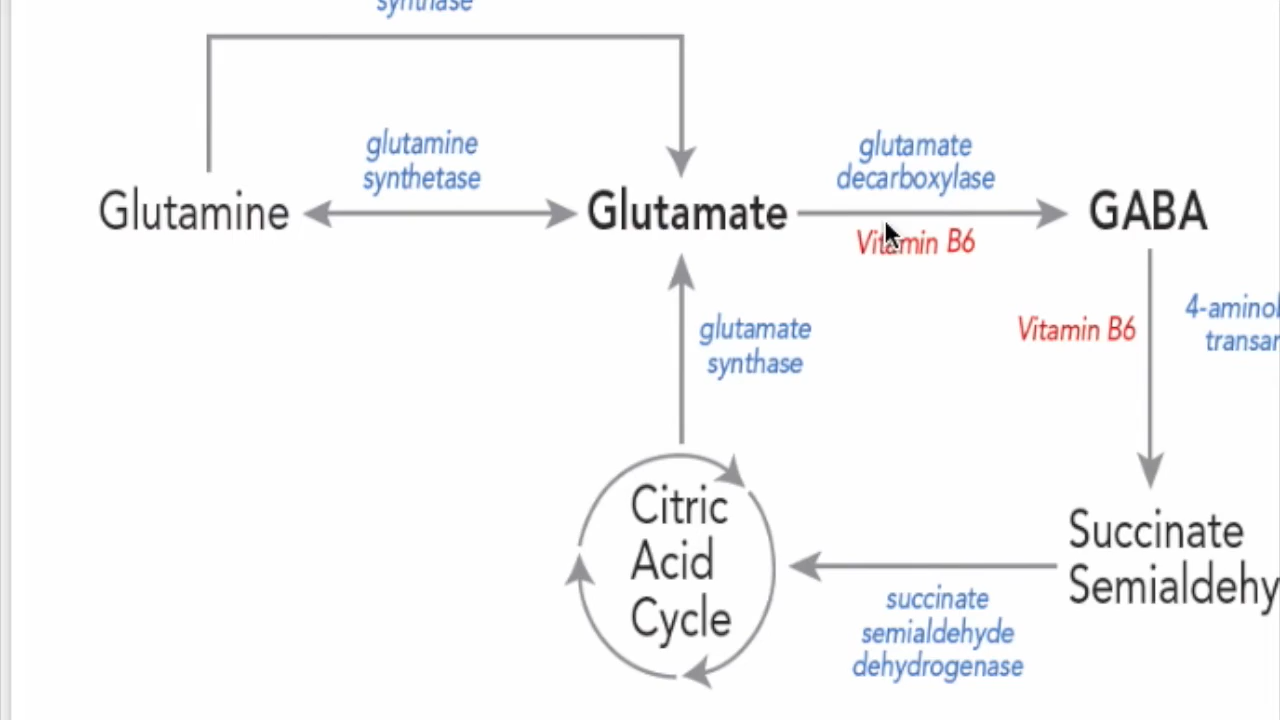 synthase
glutamine
synthetase
glutamate
decarboxylase
Glutamine
Glutamate
GABA
Vitamin B6
glutamate
synthase
Vitamin B6
Citric
Acid
Cycle
Succinate
succinate
semialdehyde
dehydrogenase